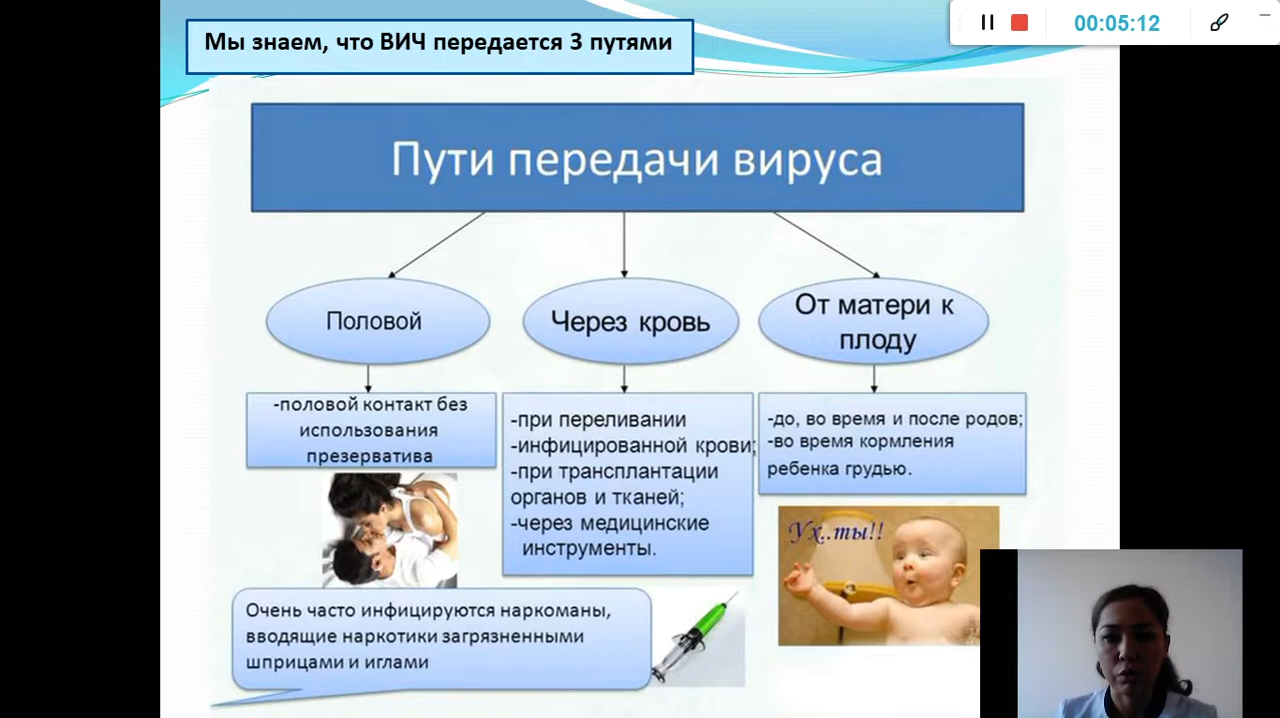 Мы знаем, что ВИЧ передается 3 путями
00:05:12
Пути передачи вируса
Половой
Через кровь
От матери к
плоду
-половой контакт без
использования
презерватива
-при переливании
-инфицированной крови;
-при трансплантации
органов и тканей;
-через медицинские
инструменты.
-до, во время и после родов;
-во время кормления
ребенка грудью.
Ух..ты!!
Очень часто инфицируются наркоманы,
вводящие наркотики загрязненными
шприцами и иглами